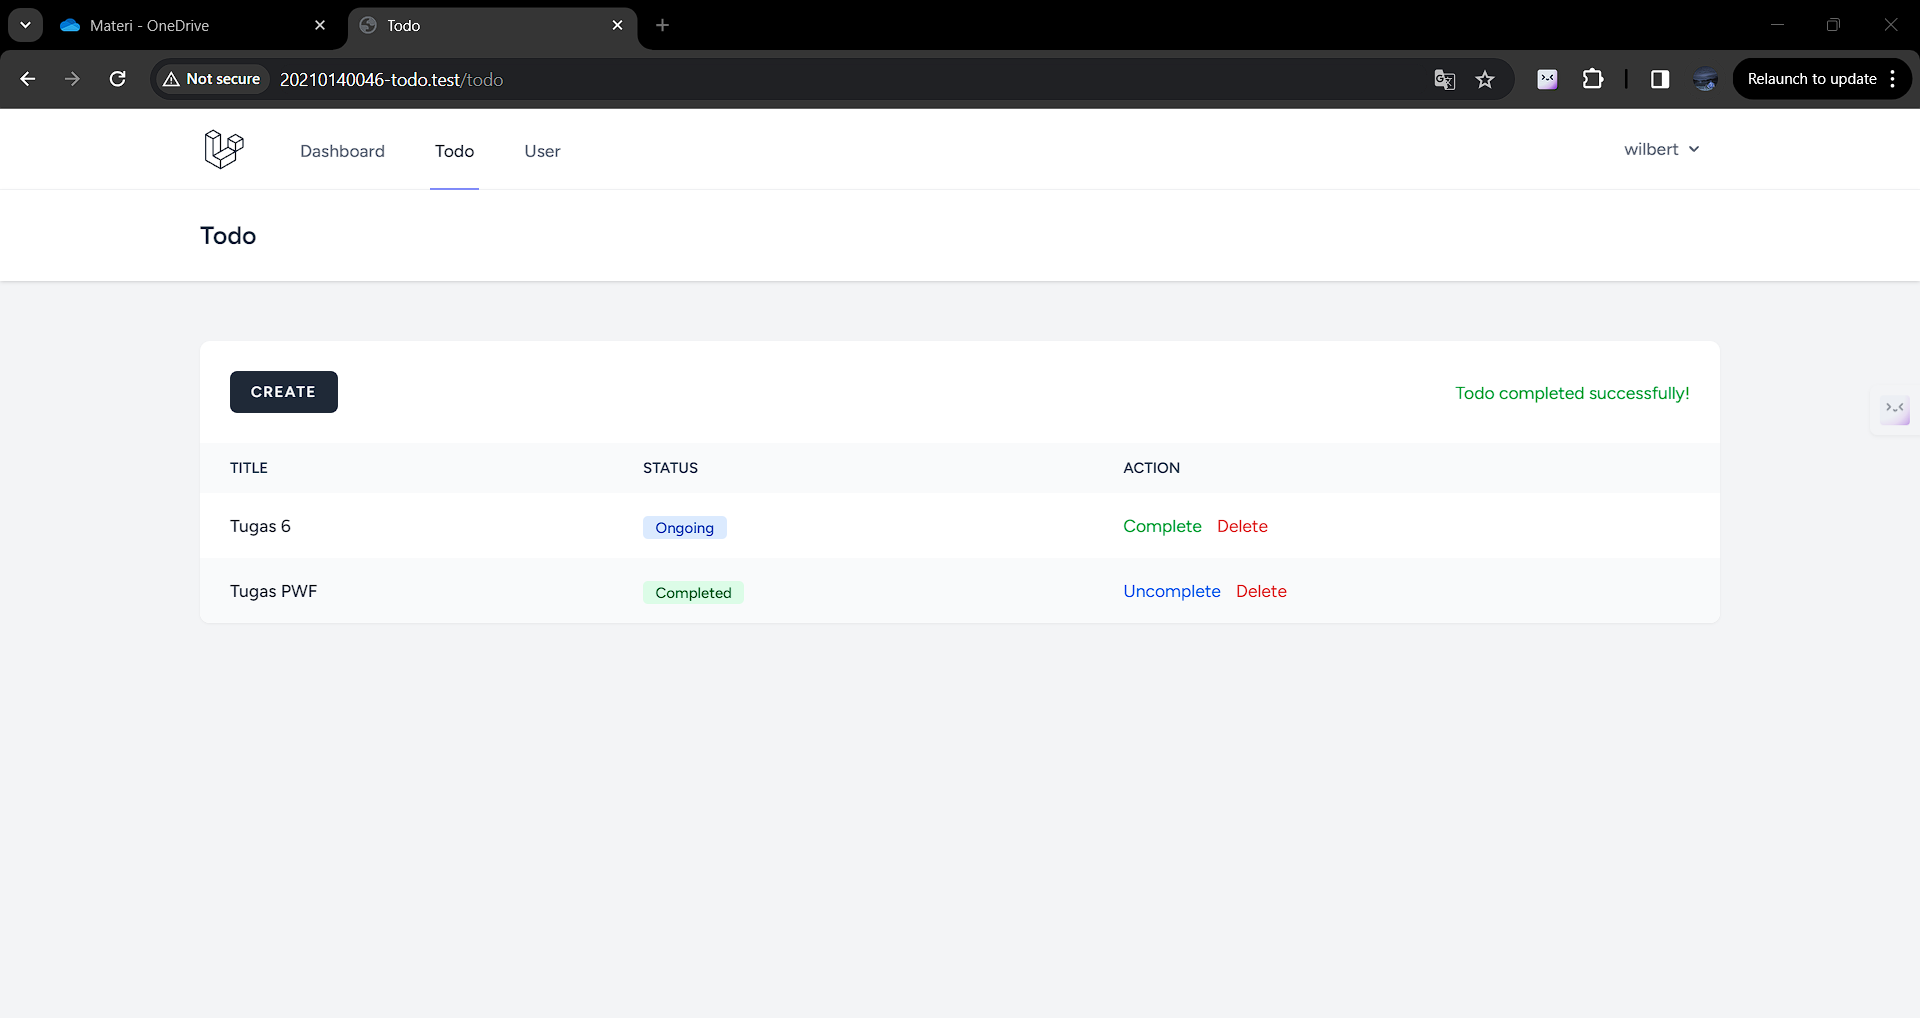 Materi - OneDrive
Todo
Not secure
20210140046-todo.test/todo
Relaunch to update
Dashboard
Todo
User
wilbert
Todo
CREATE
Todo completed successfully!
TITLE STATUS ACTION
Tugas 6 Ongoing Complete Delete
Tugas PWF Completed Uncomplete Delete